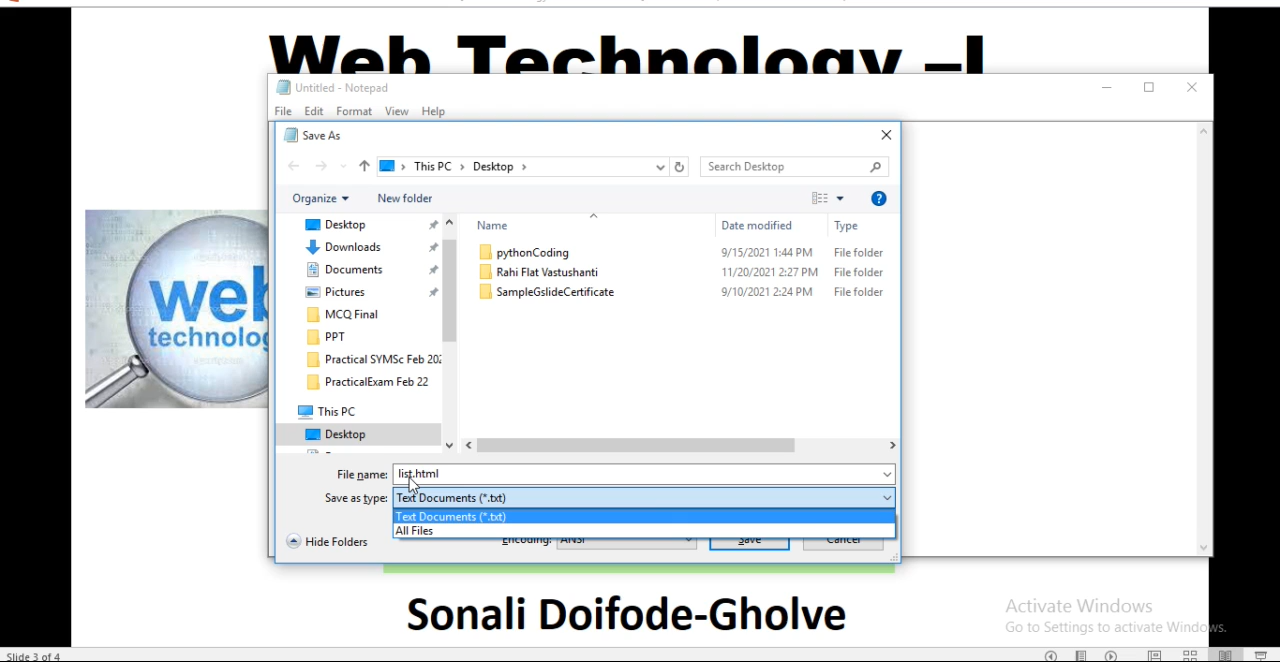 Web Technology –I
Untitled - Notepad
File Edit Format View Help
Save As
This PC Desktop
Search Desktop
Organize New folder
Name Date modified Type
Desktop
Downloads
Documents
Pictures
MCQ Final
PPT
Practical SYMSc Feb 202
PracticalExam Feb 22
This PC
Desktop
pythonCoding 9/15/2021 1:44 PM File folder
Rahi Flat Vastushanti 11/20/2021 2:27 PM File folder
SampleGslideCertificate 9/10/2021 2:24 PM File folder
web
technolog
File name: list.html
Save as type: Text Documents (*.txt)
Text Documents (*.txt)
All Files
Hide Folders Encoding: ANSI Save Cancel
Sonali Doifode-Gholve
Activate Windows
Go to Settings to activate Windows.
Slide 3 of 4